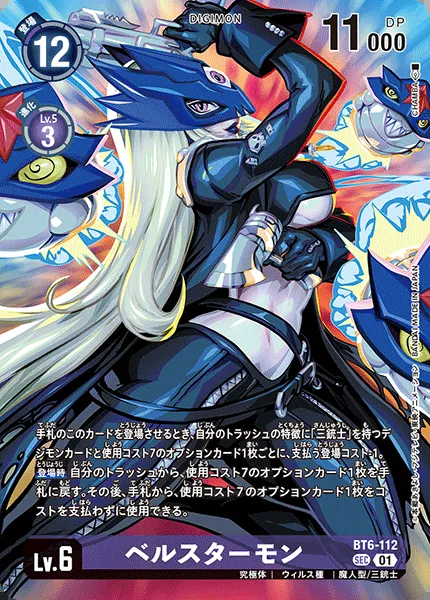 DIGIMON
登場
12
11000
DP
進化
Lv.5
3
CHAMBA
BANDAI MADE IN JAPAN
手札のこのカードを登場させるとき、自分のトラッシュの特徴に「三銃士」を持つデ
ジモンカードと使用コスト7のオプションカード1枚ごとに、支払う登場コスト-1。
登場時 自分のトラッシュから、使用コスト7のオプションカード1枚を手
札に戻す。その後、手札から、使用コスト7のオプションカード1枚をコ
ストを支払わずに使用できる。
Lv.6
ベルスターモン
BT6-112
SEC 01
究極体 | ウィルス種 | 魔人型/三銃士